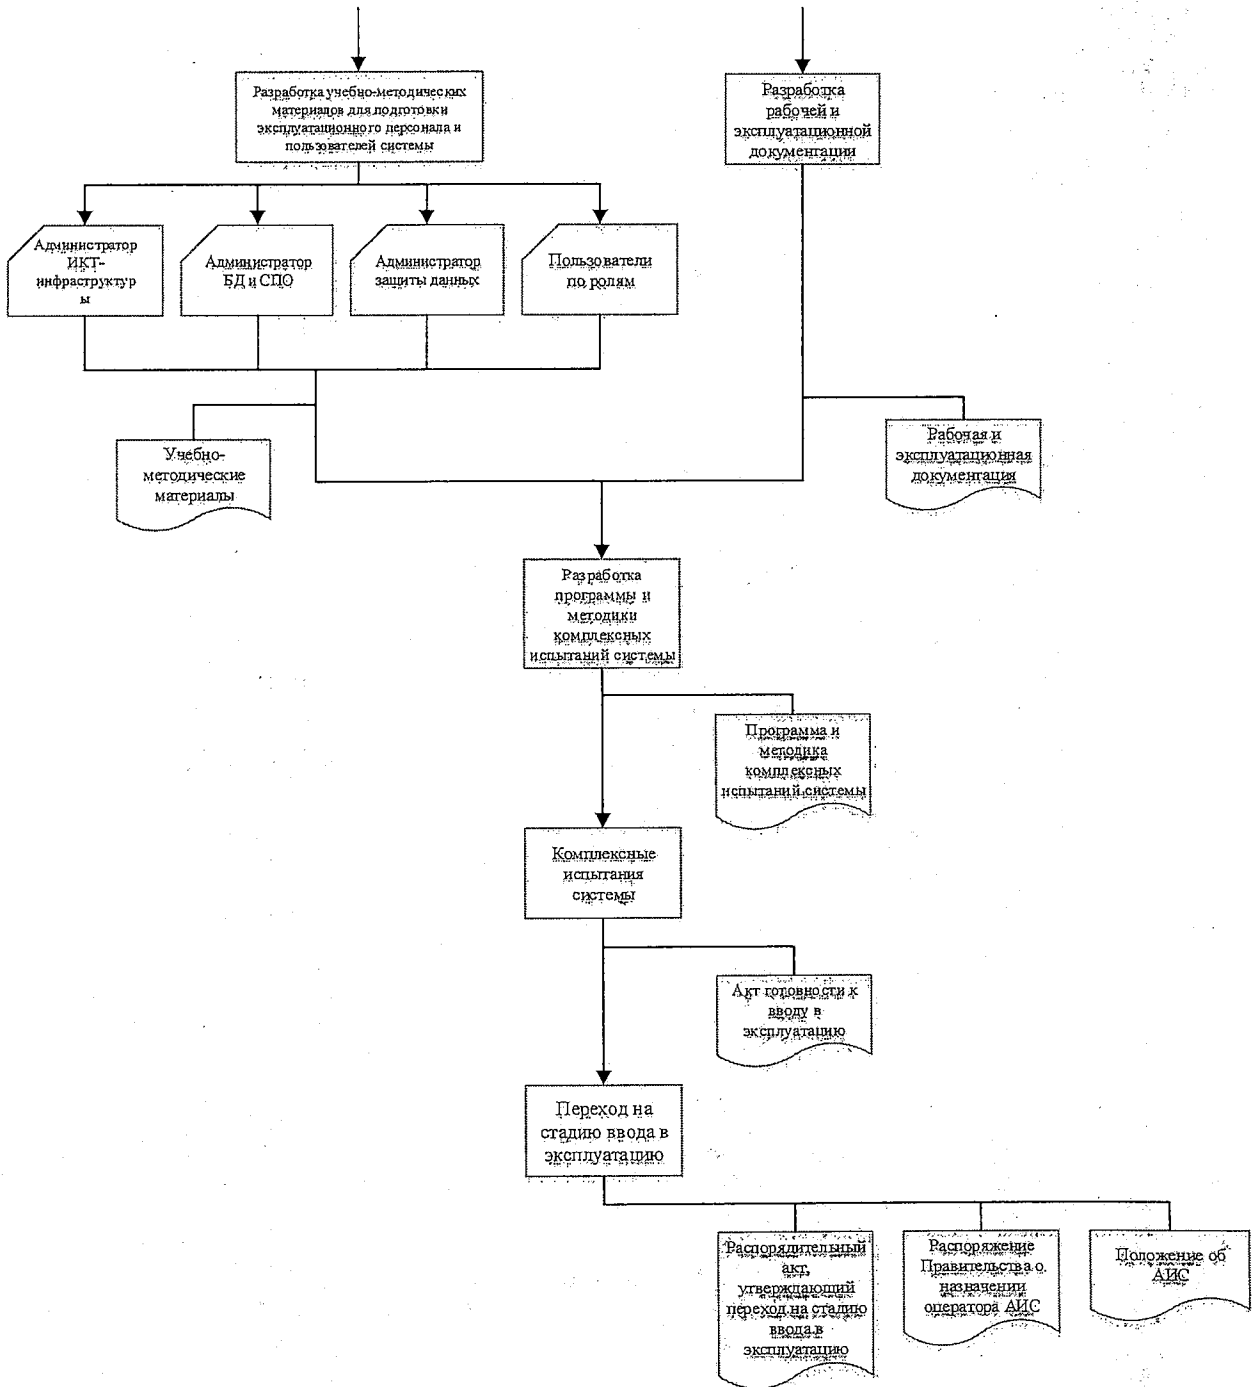 Разработка учебно-методических
материалов для подготовки
эксплуатационного персонала и
пользователей системы
Разработка
рабочей и
эксплуатационной
документации
Администратор
ИКТ-
инфраструктур
ы
Администратор
БД и СПО
Администратор
защиты данных
Пользователи
по ролям
Учебно-
методические
материалы
Рабочая и
эксплуатационная
документация
Разработка
программы и
методики
комплексных
испытаний системы
Программа и
методика
комплексных
испытаний системы
Комплексные
испытания
системы
Акт готовности к
вводу в
эксплуатацию
Переход на
стадию ввода в
эксплуатацию
Распорядительный
акт,
утверждающий
переход на стадию
ввода в
эксплуатацию
Распоряжение
Правительства о
назначении
оператора АИС
Положение об
АИС